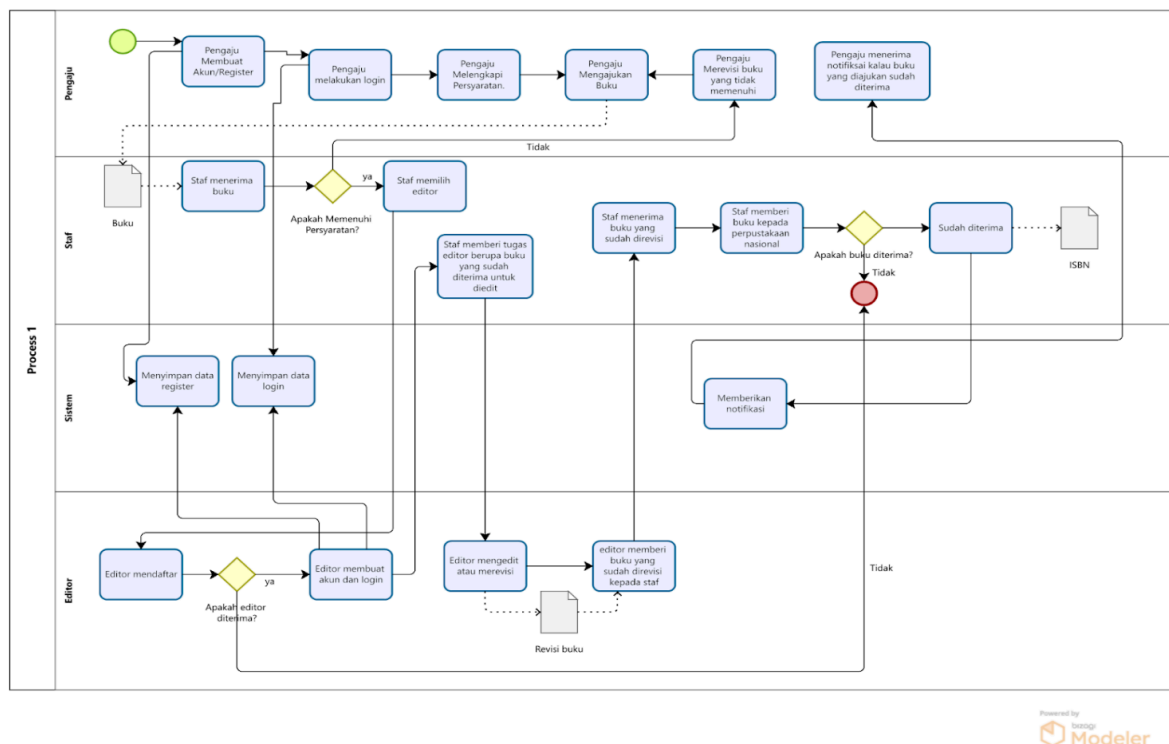 Process 1
Pengaju
Pengaju
Membuat
Akun/Register
Pengaju
melakukan login
Pengaju
Melengkapi
Persyaratan.
Pengaju
Mengajukan
Buku
Pengaju
Merevisi buku
yang tidak
memenuhi
Pengaju menerima
notifiksai kalau buku
yang diajukan sudah
diterima
Tidak
Staf
Buku
Staf menerima
buku
Apakah Memenuhi
Persyaratan?
ya
Staf memilih
editor
Staf memberi tugas
editor berupa buku
yang sudah
diterima untuk
diedit
Staf menerima
buku yang
sudah direvisi
Staf memberi
buku kepada
perpustakaan
nasional
Apakah buku diterima?
Tidak
Sudah diterima
ISBN
Sistem
Menyimpan data
register
Menyimpan data
login
Memberikan
notifikasi
Editor
Editor mendaftar
Apakah editor
diterima?
ya
Editor membuat
akun dan login
Editor mengedit
atau merevisi
Revisi buku
editor memberi
buku yang
sudah direvisi
kepada staf
Tidak
Powered by
bizagi
Modeler